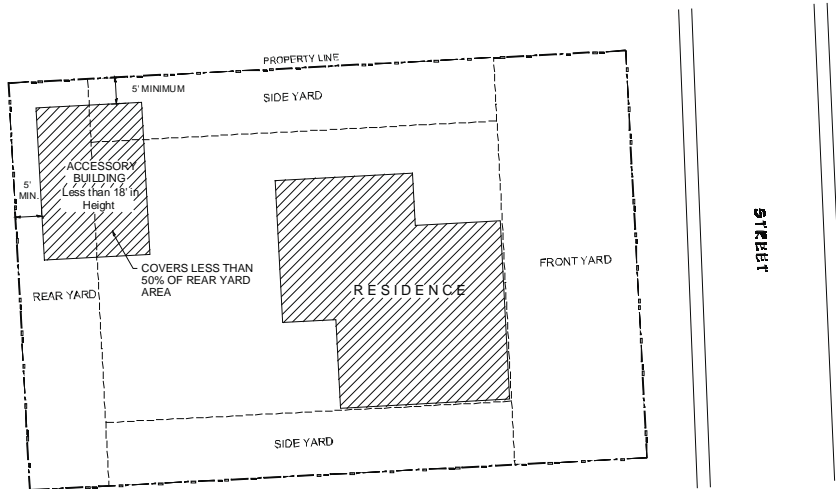 PROPERTY LINE
5' MINIMUM
SIDE YARD
ACCESSORY
BUILDING
Less than 18' in
Height
5'
MIN.
COVERS LESS THAN
50% OF REAR YARD
AREA
REAR YARD
RESIDENCE
FRONT YARD
STREET
SIDE YARD